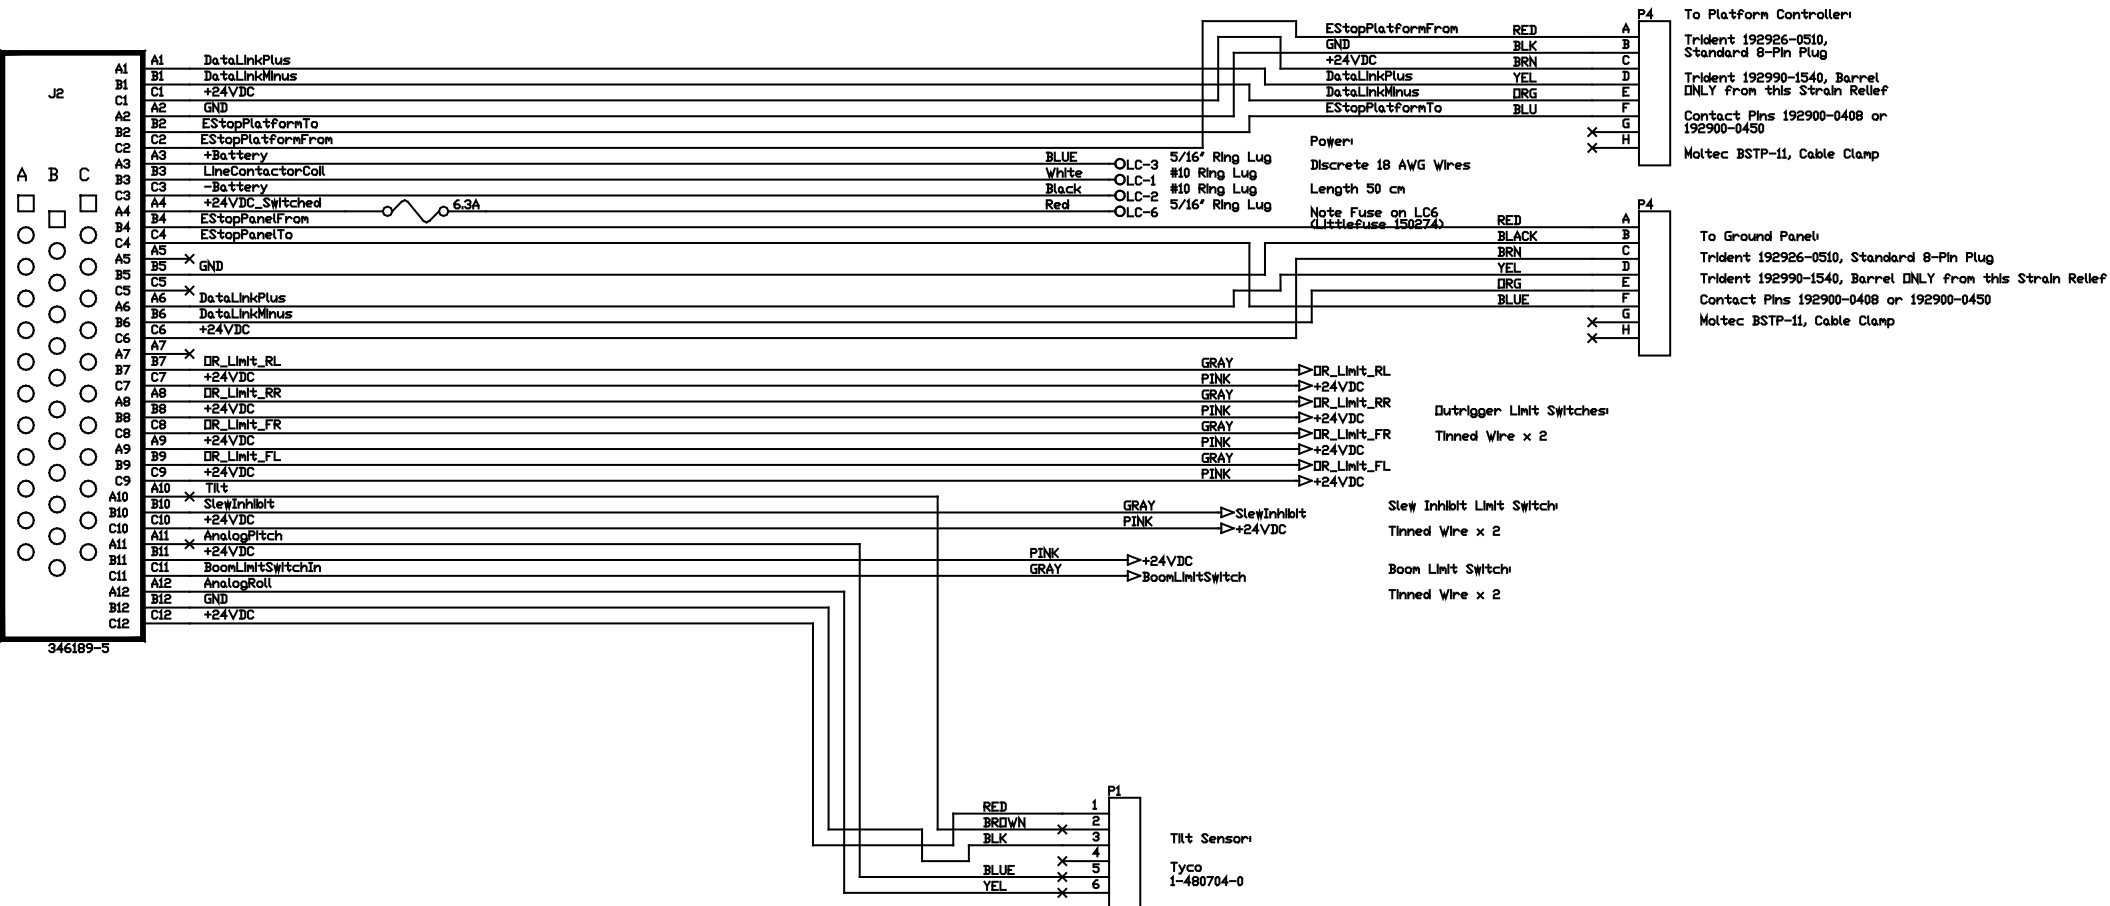 J2
A B C
346189-5
A1 A1 DataLinkPlus
B1 B1 DataLinkMinus
C1 C1 +24VDC
A2 A2 GND
B2 B2 EStopPlatformTo
C2 C2 EStopPlatformFrom
A3 A3 +Battery BLUE LC-3 5/16" Ring Lug
B3 B3 LineContactorCoil White LC-1 #10 Ring Lug
C3 C3 -Battery Black LC-2 #10 Ring Lug
A4 A4 +24VDC_Switched 6.3A Red LC-6 5/16" Ring Lug
B4 B4 EStopPanelFrom
C4 C4 EStopPanelTo
A5 A5
B5 B5 GND
C5 C5
A6 A6 DataLinkPlus
B6 B6 DataLinkMinus
C6 C6 +24VDC
A7 A7
B7 B7 OR_Limit_RL GRAY OR_Limit_RL
C7 C7 +24VDC PINK +24VDC
A8 A8 OR_Limit_RR GRAY OR_Limit_RR
B8 B8 +24VDC PINK +24VDC
C8 C8 OR_Limit_FR GRAY OR_Limit_FR
A9 A9 +24VDC PINK +24VDC
B9 B9 OR_Limit_FL GRAY OR_Limit_FL
C9 C9 +24VDC PINK +24VDC
A10 A10 Tilt
B10 B10 SlewInhibit GRAY SlewInhibit
C10 C10 +24VDC PINK +24VDC
A11 A11 AnalogPitch
B11 B11 +24VDC PINK +24VDC
C11 C11 BoomLimitSwitchIn GRAY BoomLimitSwitch
A12 A12 AnalogRoll
B12 B12 GND
C12 C12 +24VDC
P4
EStopPlatformFrom RED A
GND BLK B
+24VDC BRN C
DataLinkPlus YEL D
DataLinkMinus ORG E
EStopPlatformTo BLU F
G
H
To Platform Controller:
Trident 192926-0510,
Standard 8-Pin Plug
Trident 192990-1540, Barrel
ONLY from this Strain Relief
Contact Pins 192900-0408 or
192900-0450
Moltec BSTP-11, Cable Clamp
Power:
Discrete 18 AWG Wires
Length 50 cm
Note Fuse on LC6
(Littlefuse 150274)
P4
RED A
BLACK B
BRN C
YEL D
ORG E
BLUE F
G
H
To Ground Panel:
Trident 192926-0510, Standard 8-Pin Plug
Trident 192990-1540, Barrel ONLY from this Strain Relief
Contact Pins 192900-0408 or 192900-0450
Moltec BSTP-11, Cable Clamp
Outrigger Limit Switches:
Tinned Wire x 2
Slew Inhibit Limit Switch:
Tinned Wire x 2
Boom Limit Switch:
Tinned Wire x 2
P1
RED 1
BROWN 2
BLK 3
4
BLUE 5
YEL 6
Tilt Sensor:
Tyco
1-480704-0